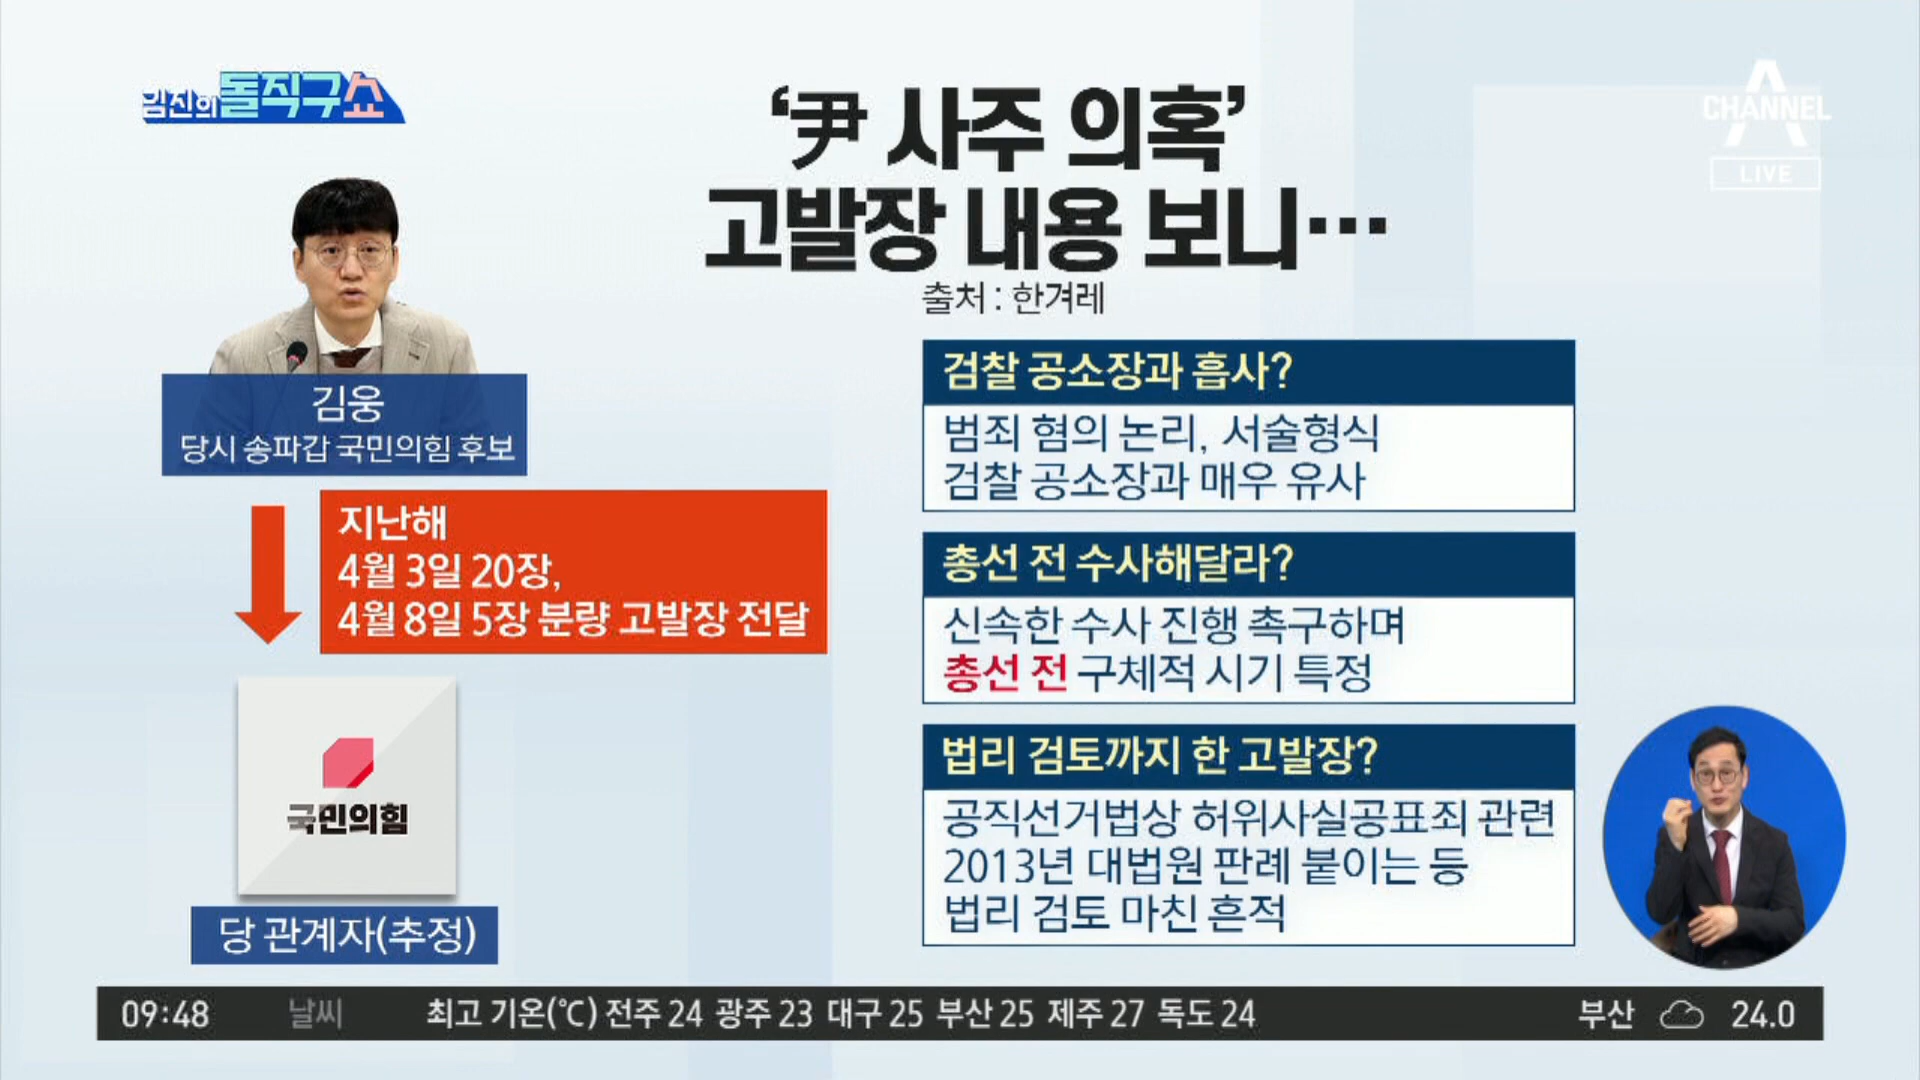 김진의 돌직구쇼
CHANNEL A
LIVE
‘尹 사주 의혹’
고발장 내용 보니…
출처 : 한겨레
김웅
당시 송파갑 국민의힘 후보
지난해
4월 3일 20장,
4월 8일 5장 분량 고발장 전달
국민의힘
당 관계자(추정)
검찰 공소장과 흡사?
범죄 혐의 논리, 서술형식
검찰 공소장과 매우 유사
총선 전 수사해달라?
신속한 수사 진행 촉구하며
총선 전 구체적 시기 특정
법리 검토까지 한 고발장?
공직선거법상 허위사실공표죄 관련
2013년 대법원 판례 붙이는 등
법리 검토 마친 흔적
09:48 날씨 최고 기온(℃) 전주 24 광주 23 대구 25 부산 25 제주 27 독도 24 부산 24.0